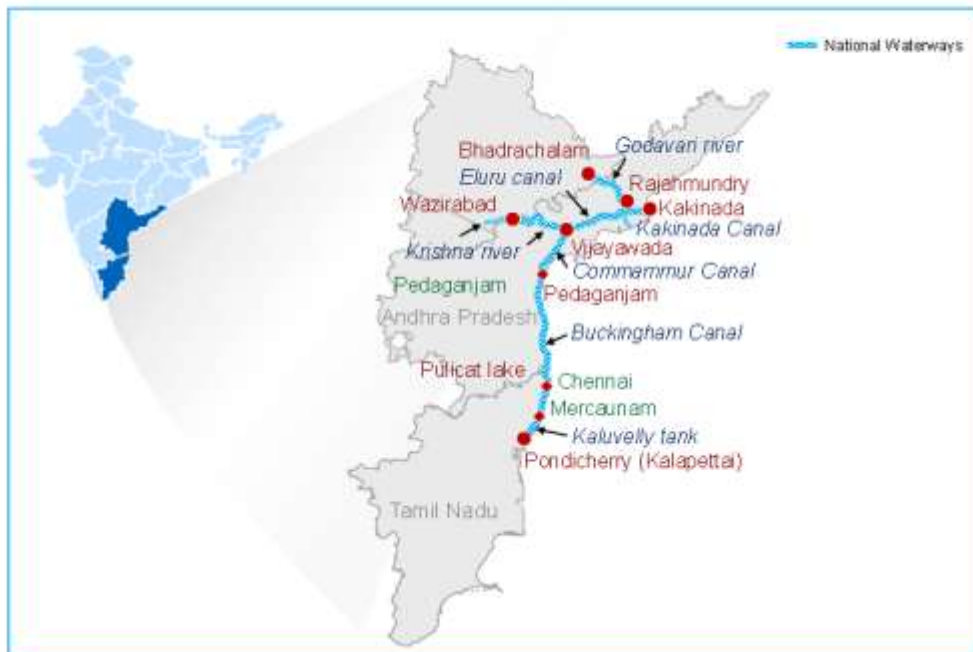 National Waterways
Godavari river
Bhadrachalam
Eluru canal
Rajahmundry
Wazirabad
Kakinada
Kakinada Canal
Krishna river
Vijayawada
Commammur Canal
Pedaganjam
Pedaganjam
Andhra Pradesh
Buckingham Canal
Pulicat lake
Chennai
Mercaunam
Kaluvelly tank
Pondicherry (Kalapettai)
Tamil Nadu